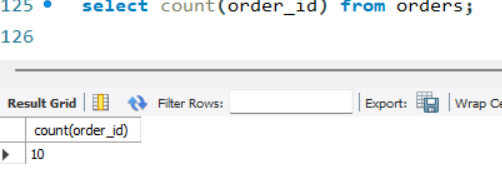 125 select count(order_id) from orders;
126
Result Grid Filter Rows: Export: Wrap Ce
count(order_id)
10